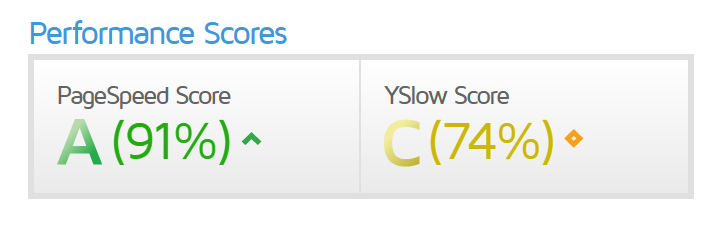 Performance Scores
PageSpeed Score
A (91%)
YSlow Score
C (74%)